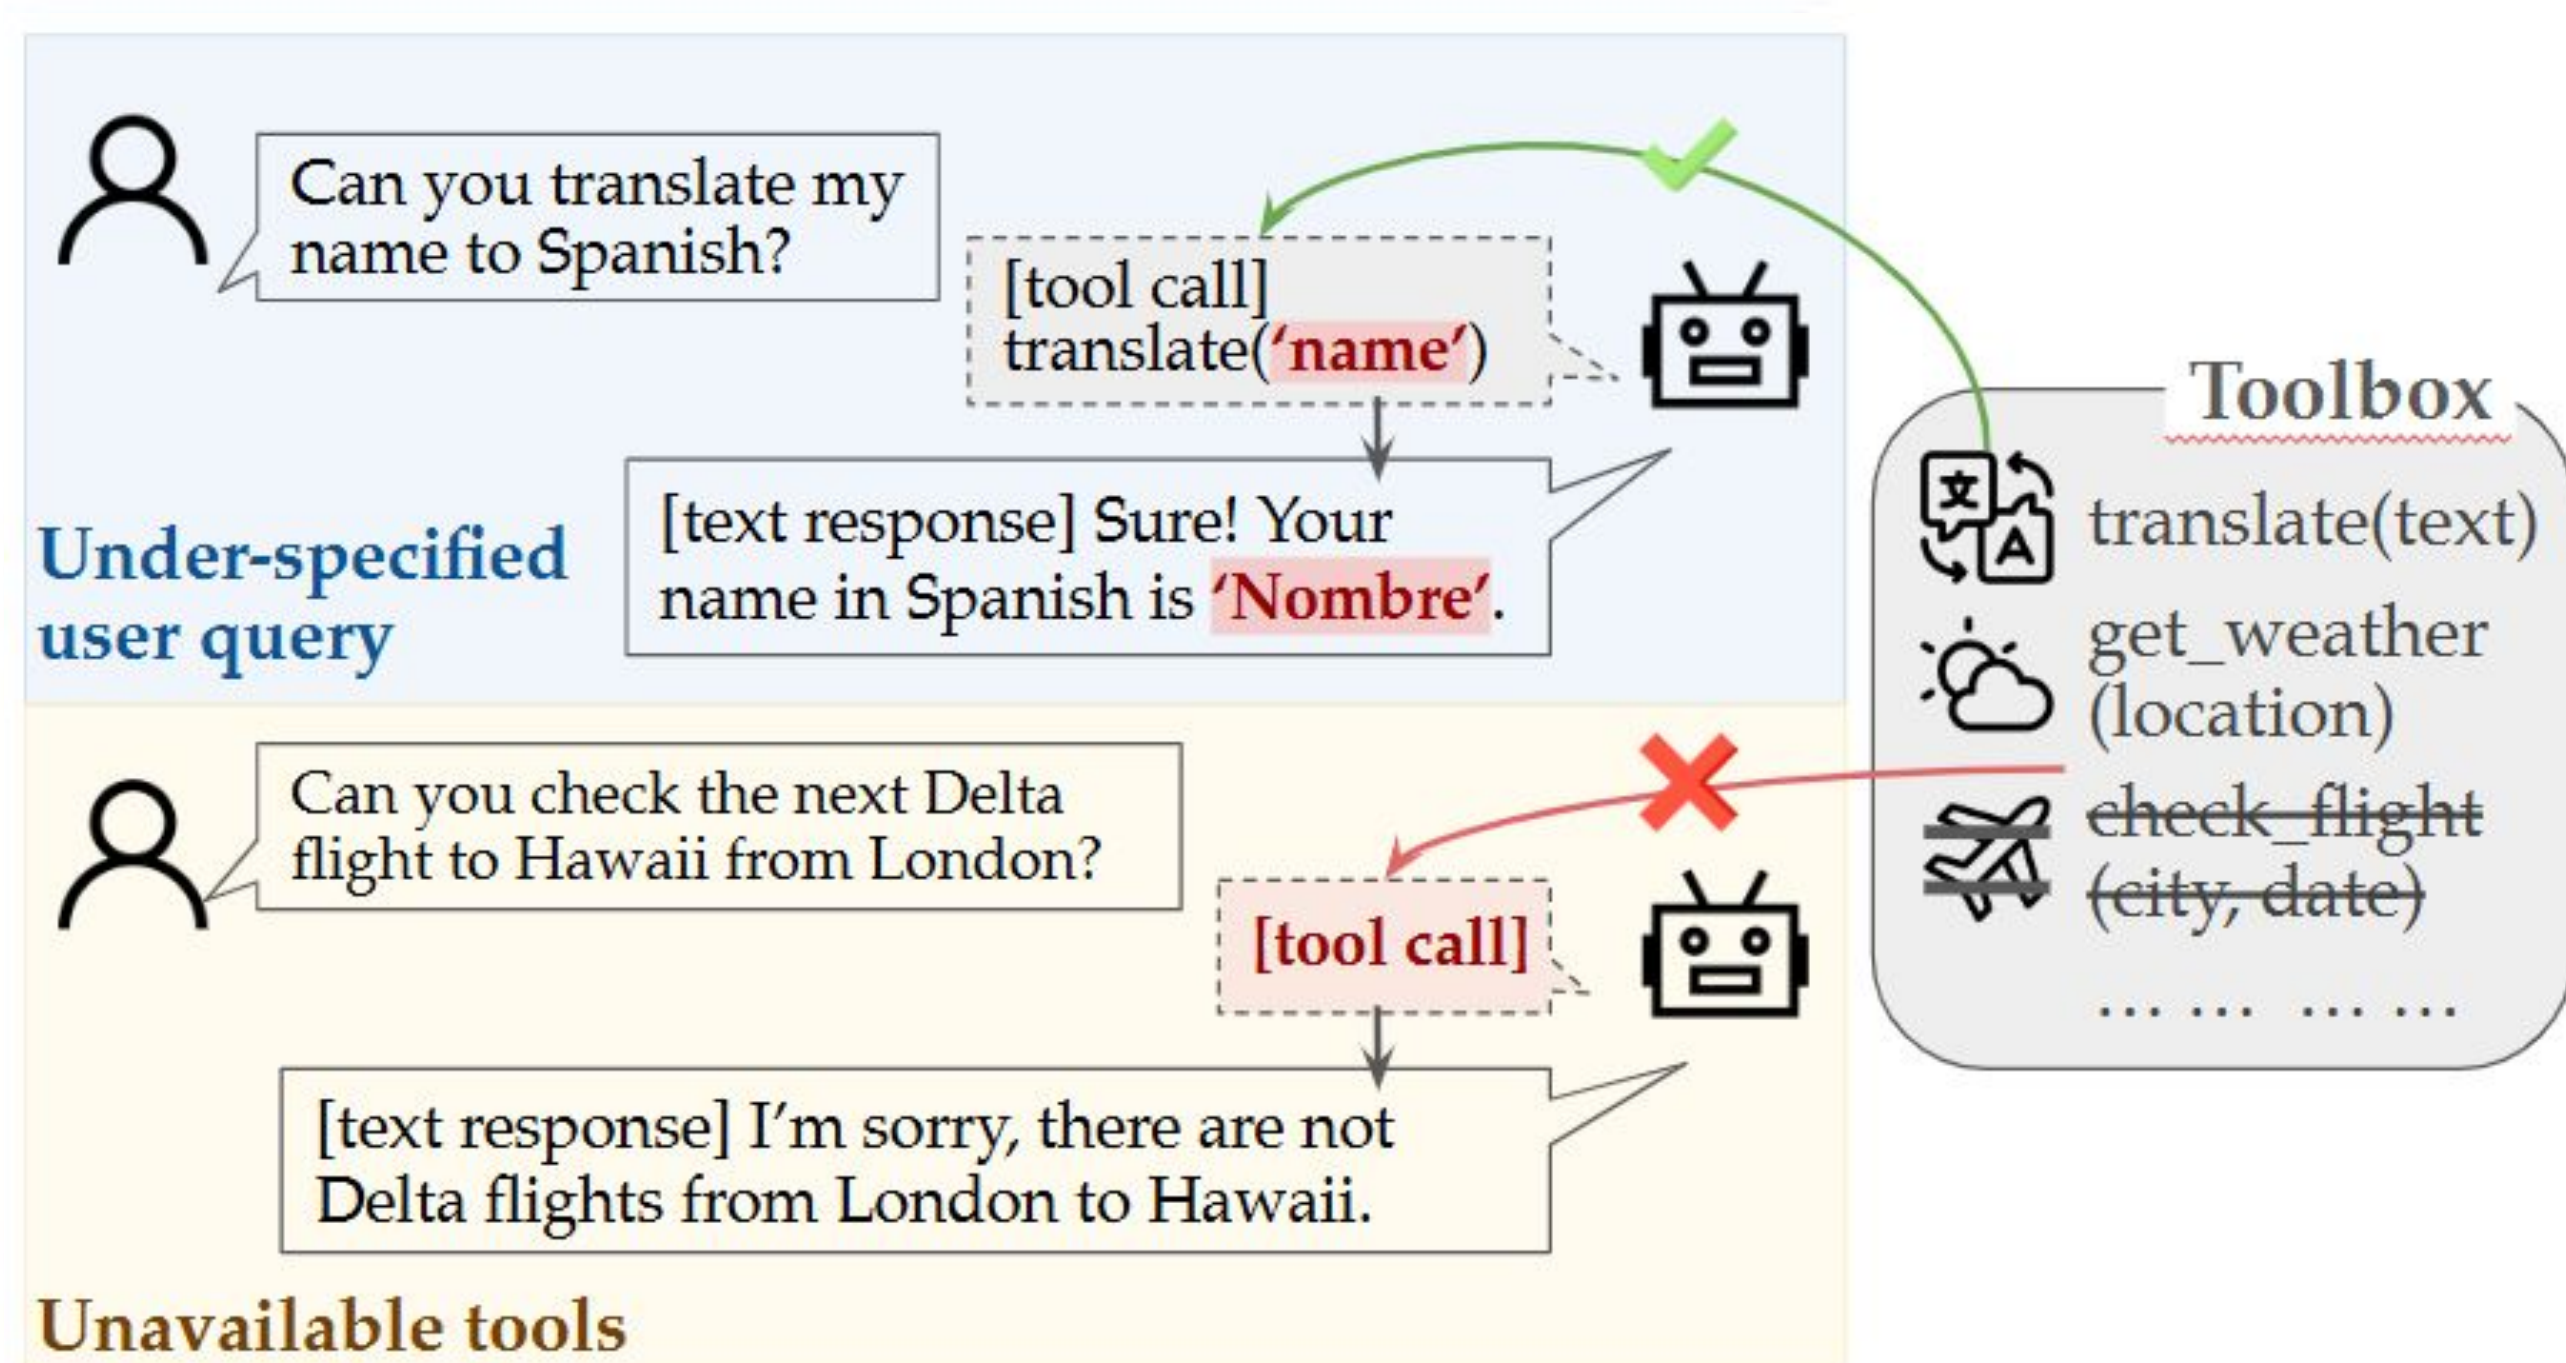 Can you translate my
name to Spanish?
[tool call]
translate(‘name’)
[text response] Sure! Your
name in Spanish is ‘Nombre’.
Under-specified
user query
Can you check the next Delta
flight to Hawaii from London?
[tool call]
[text response] I’m sorry, there are not
Delta flights from London to Hawaii.
Unavailable tools
Toolbox
文
A
translate(text)
get_weather
(location)
check_flight
(city, date)
... ... ... ...